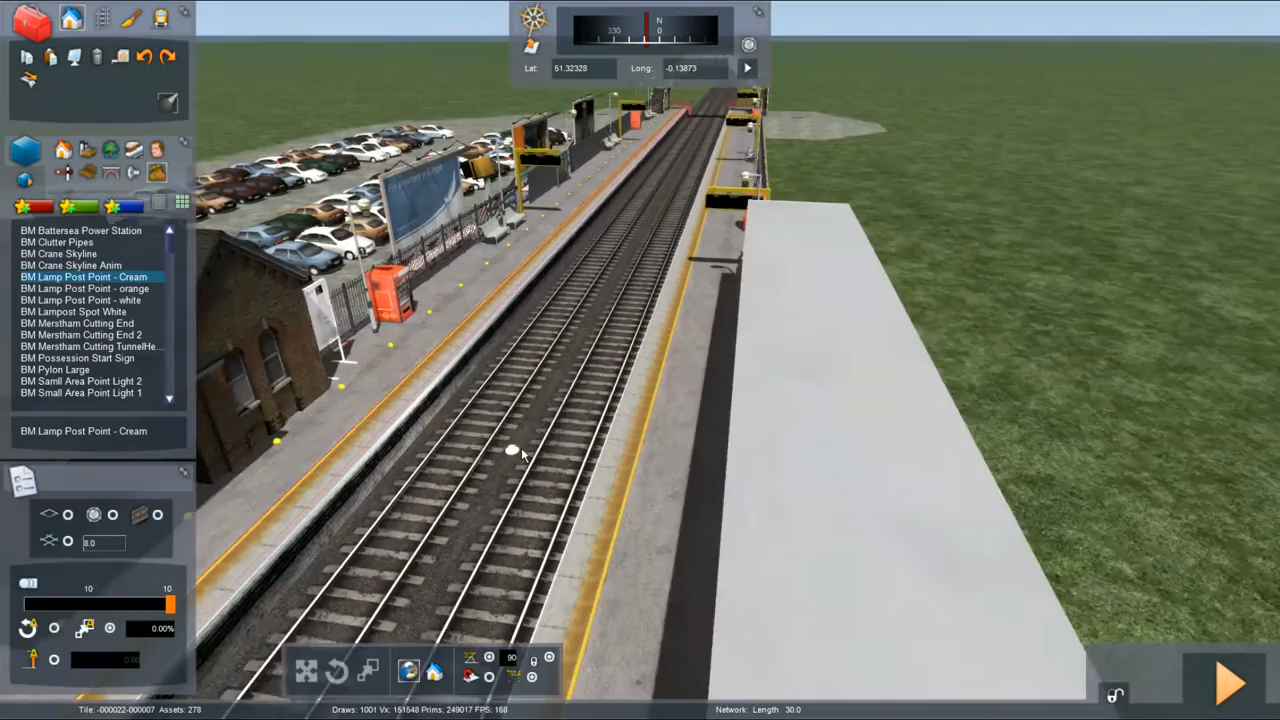 N
330 0
Lat: 51.32328 Long: -0.13873
BM Battersea Power Station
BM Clutter Pipes
BM Crane Skyline
BM Crane Skyline Anim
BM Lamp Post Point - Cream
BM Lamp Post Point - orange
BM Lamp Post Point - white
BM Lampost Spot White
BM Merstham Cutting End
BM Merstham Cutting End 2
BM Merstham Cutting TunnelHe...
BM Possession Start Sign
BM Pylon Large
BM Samll Area Point Light 2
BM Small Area Point Light 1
BM Lamp Post Point - Cream
8.0
10 10
0.00%
0.00
90
Tile: -000022-000007 Assets: 278
Draws: 1001 Vx: 151548 Prims: 249017 FPS: 168
Network: Length 30.0